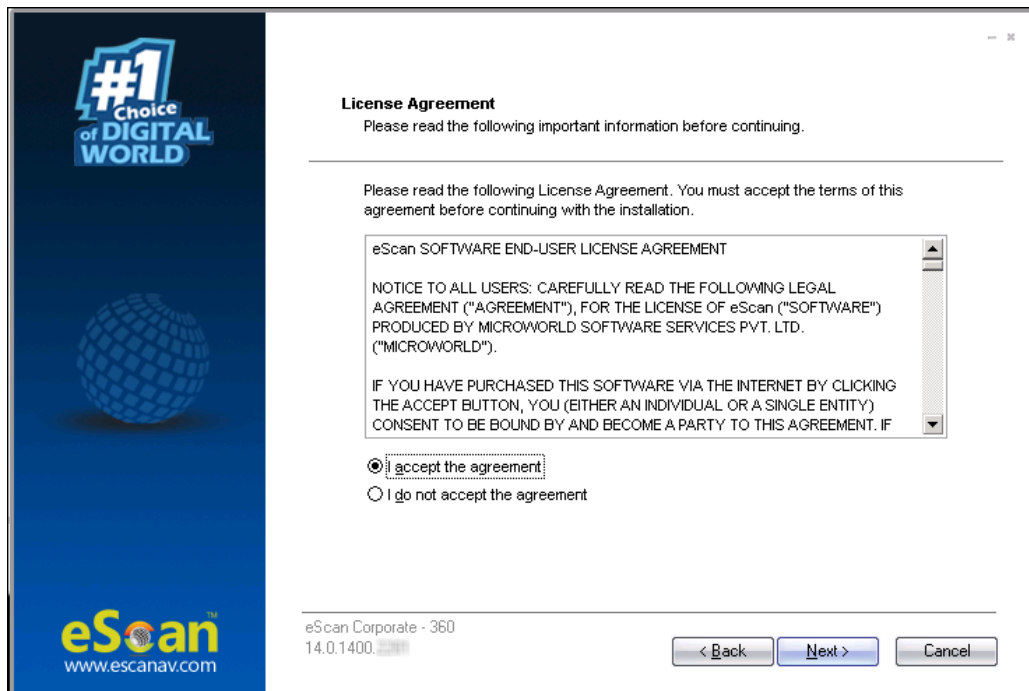 #1
Choice
of DIGITAL
WORLD
License Agreement
Please read the following important information before continuing.
Please read the following License Agreement. You must accept the terms of this
agreement before continuing with the installation.
eScan SOFTWARE END-USER LICENSE AGREEMENT
NOTICE TO ALL USERS: CAREFULLY READ THE FOLLOWING LEGAL
AGREEMENT ("AGREEMENT"), FOR THE LICENSE OF eScan ("SOFTWARE")
PRODUCED BY MICROWORLD SOFTWARE SERVICES PVT. LTD.
("MICROWORLD").
IF YOU HAVE PURCHASED THIS SOFTWARE VIA THE INTERNET BY CLICKING
THE ACCEPT BUTTON, YOU (EITHER AN INDIVIDUAL OR A SINGLE ENTITY)
CONSENT TO BE BOUND BY AND BECOME A PARTY TO THIS AGREEMENT. IF
I accept the agreement
I do not accept the agreement
eScan™
www.escanav.com
eScan Corporate - 360
14.0.1400.
< Back
Next >
Cancel